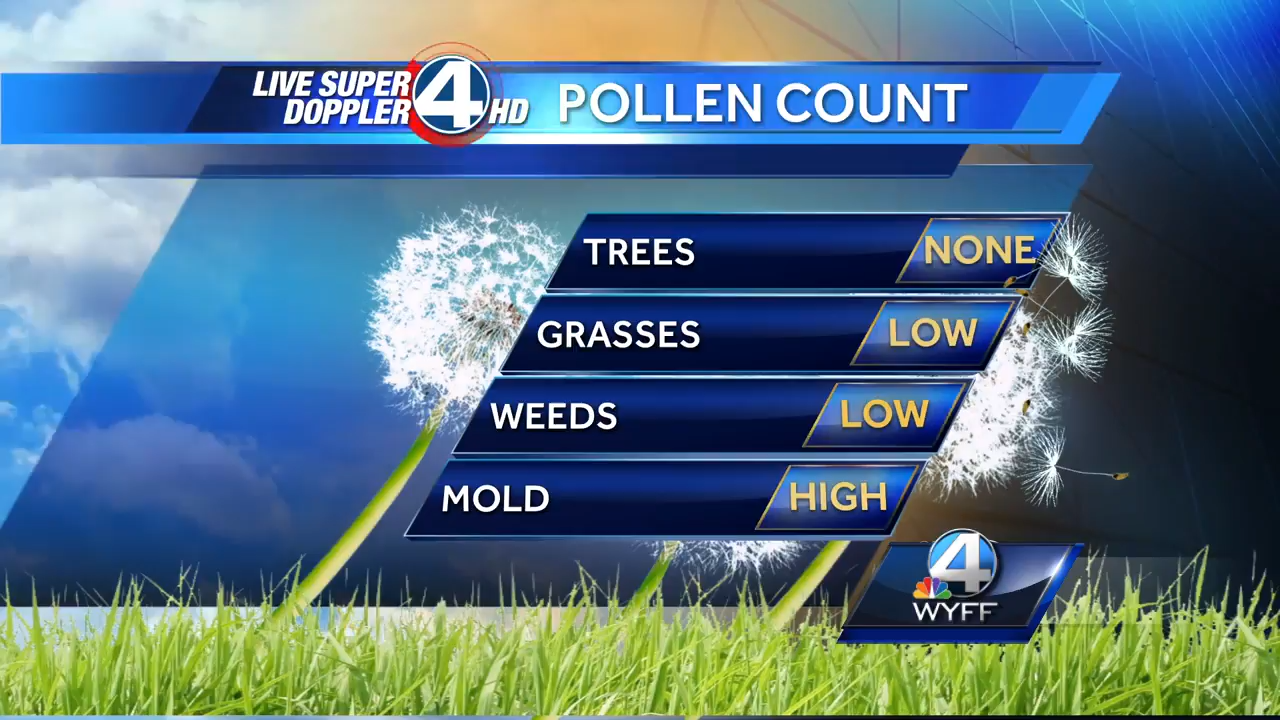 LIVE SUPER
DOPPLER 4 HD POLLEN COUNT
TREES NONE
GRASSES LOW
WEEDS LOW
MOLD HIGH
4
WYFF